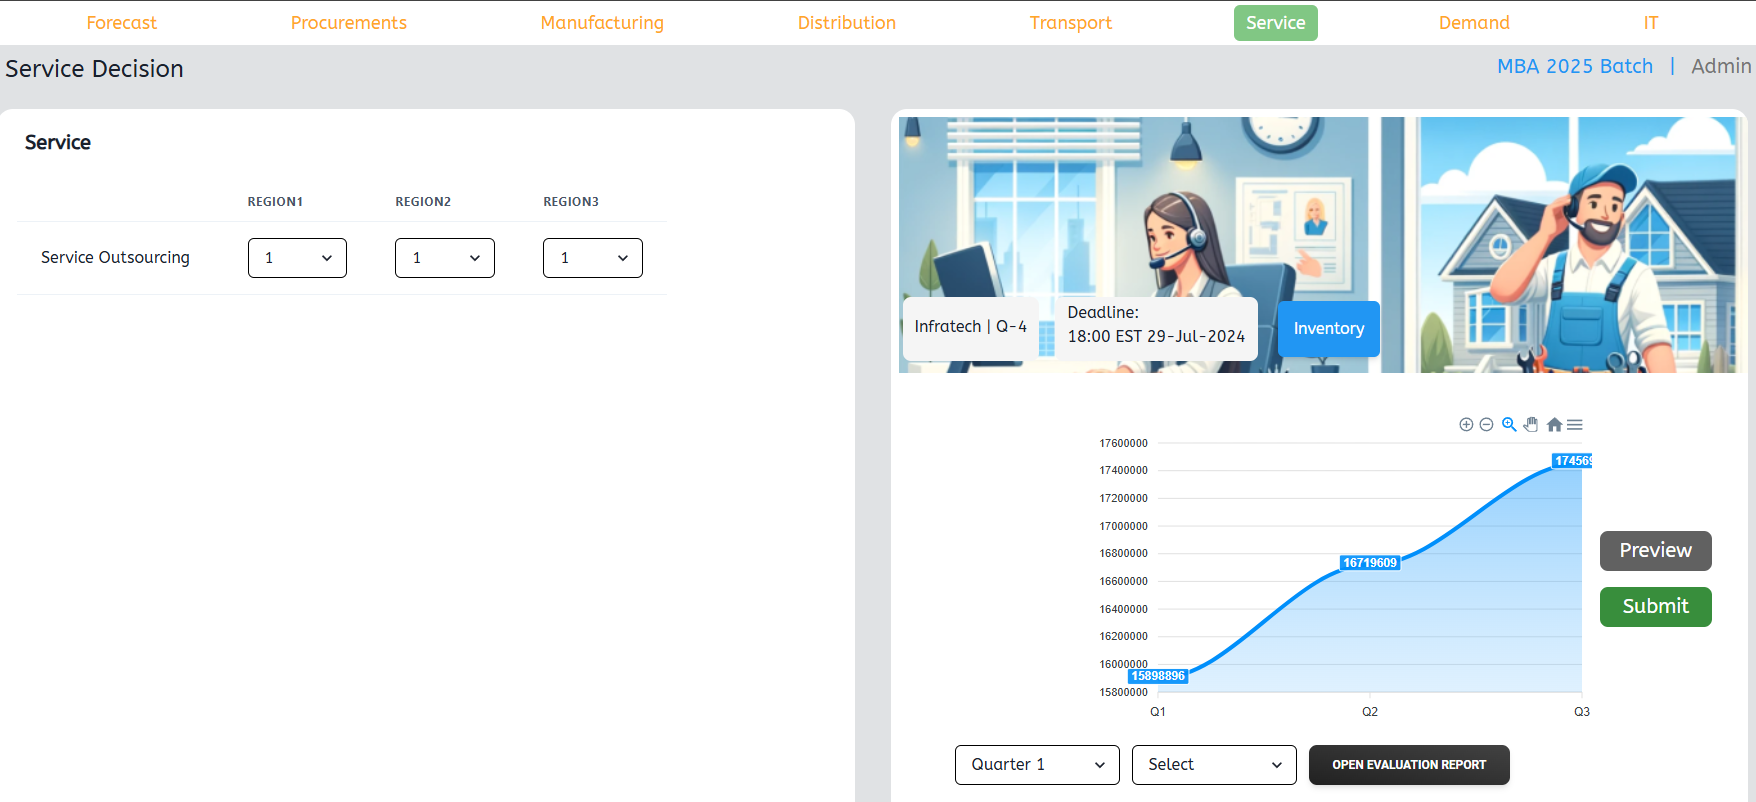 Forecast Procurements Manufacturing Distribution Transport Service Demand IT
Service Decision
MBA 2025 Batch | Admin
Service
REGION1 REGION2 REGION3
Service Outsourcing 1 1 1
Infratech | Q-4
Deadline:
18:00 EST 29-Jul-2024
Inventory
17600000
17400000
17200000
17000000
16800000
16600000
16400000
16200000
16000000
15800000
174569
16719609
15898896
Q1 Q2 Q3
Preview
Submit
Quarter 1 Select OPEN EVALUATION REPORT